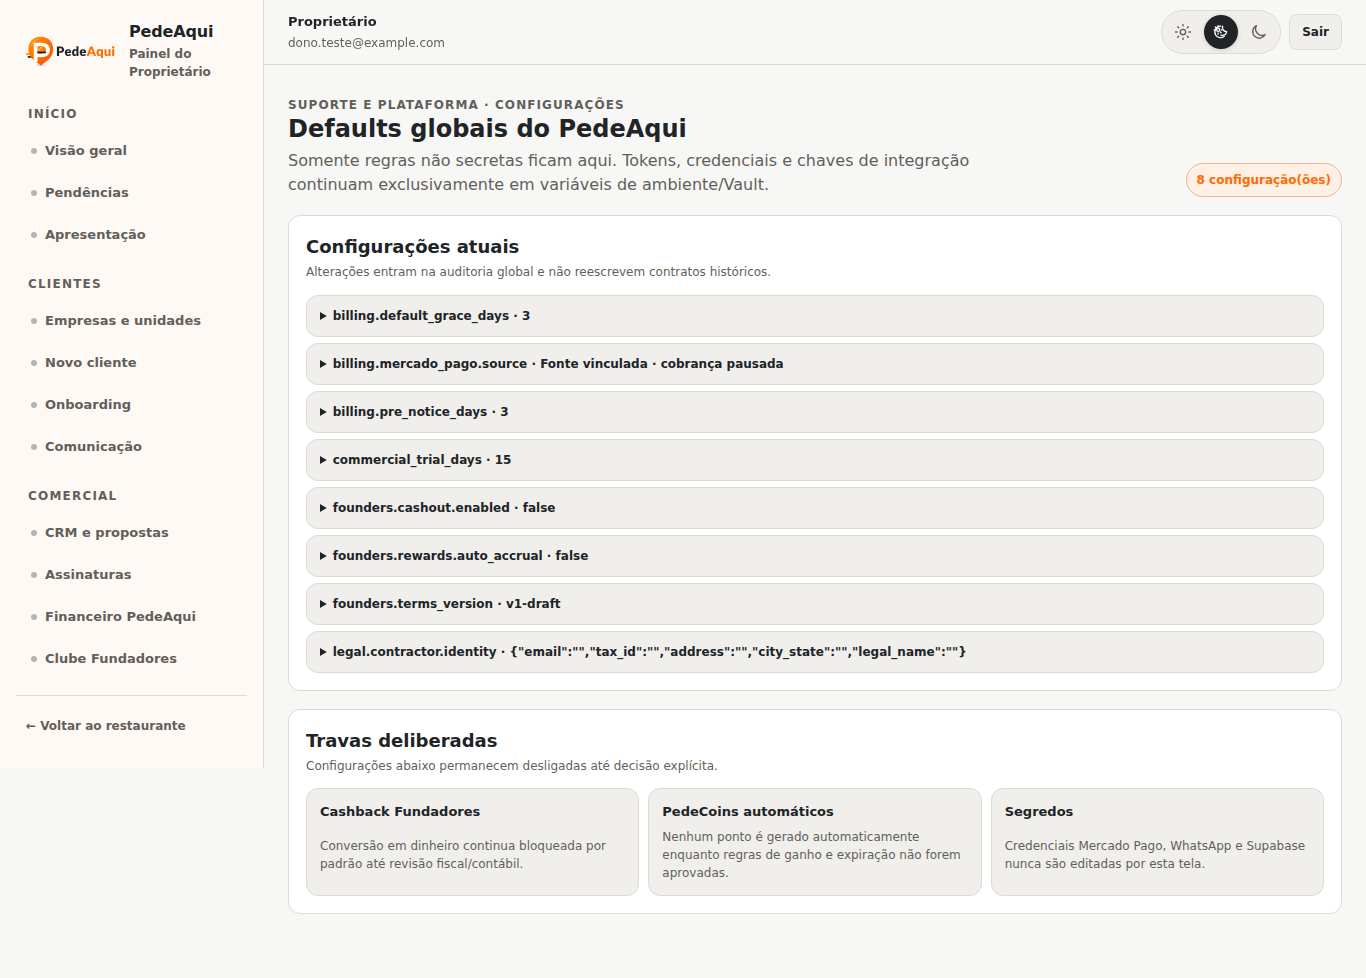 PedeAqui
PedeAqui
Painel do
Proprietário
INÍCIO
Visão geral
Pendências
Apresentação
CLIENTES
Empresas e unidades
Novo cliente
Onboarding
Comunicação
COMERCIAL
CRM e propostas
Assinaturas
Financeiro PedeAqui
Clube Fundadores
← Voltar ao restaurante
Proprietário
dono.teste@example.com
Sair
SUPORTE E PLATAFORMA · CONFIGURAÇÕES
Defaults globais do PedeAqui
Somente regras não secretas ficam aqui. Tokens, credenciais e chaves de integração
continuam exclusivamente em variáveis de ambiente/Vault.
8 configuração(ões)
Configurações atuais
Alterações entram na auditoria global e não reescrevem contratos históricos.
billing.default_grace_days · 3
billing.mercado_pago.source · Fonte vinculada · cobrança pausada
billing.pre_notice_days · 3
commercial_trial_days · 15
founders.cashout.enabled · false
founders.rewards.auto_accrual · false
founders.terms_version · v1-draft
legal.contractor.identity · {"email":"","tax_id":"","address":"","city_state":"","legal_name":""}
Travas deliberadas
Configurações abaixo permanecem desligadas até decisão explícita.
Cashback Fundadores
Conversão em dinheiro continua bloqueada por
padrão até revisão fiscal/contábil.
PedeCoins automáticos
Nenhum ponto é gerado automaticamente
enquanto regras de ganho e expiração não forem
aprovadas.
Segredos
Credenciais Mercado Pago, WhatsApp e Supabase
nunca são editadas por esta tela.